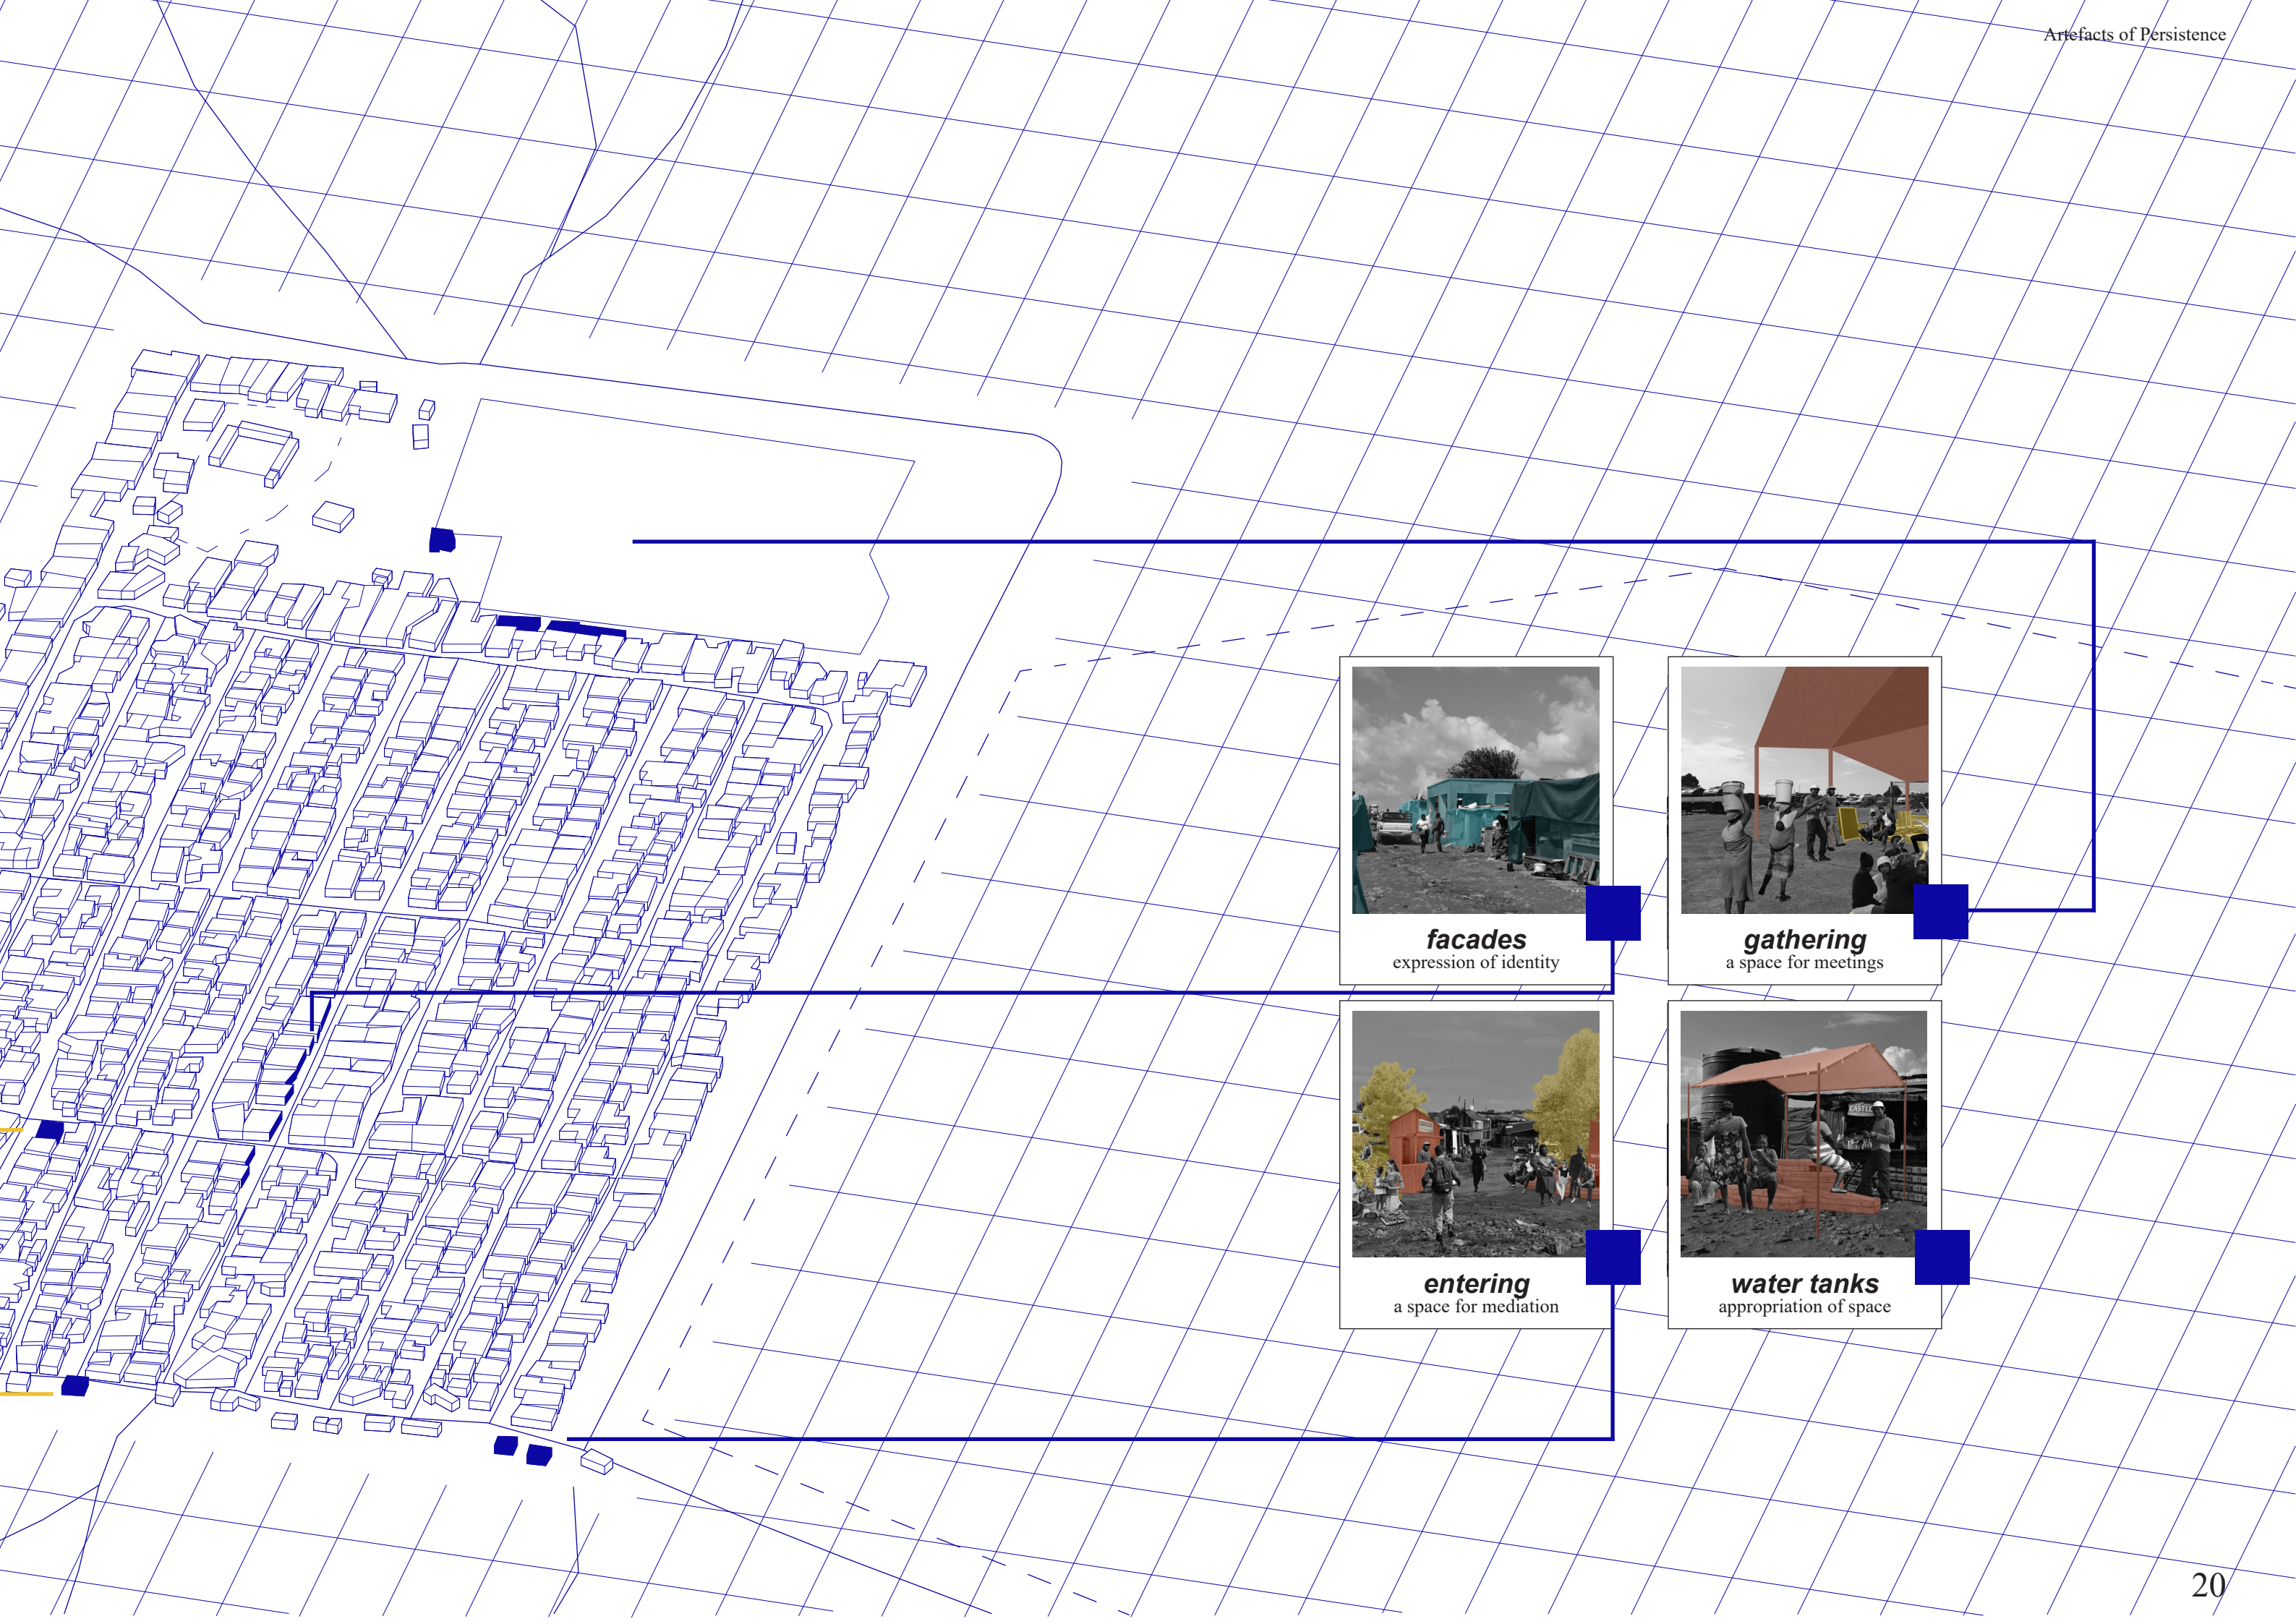 Artefacts of Persistence
facades
expression of identity
gathering
a space for meetings
CASTLE
entering
a space for mediation
water tanks
appropriation of space
20